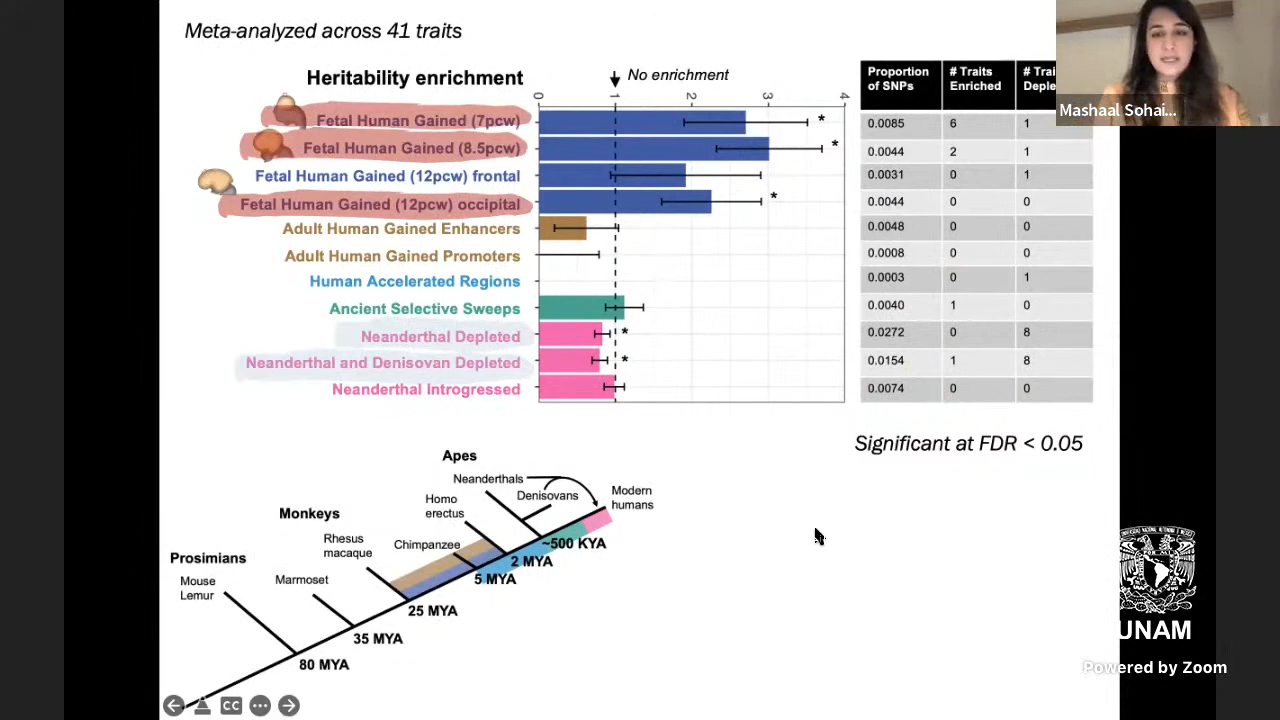 Meta-analyzed across 41 traits
Heritability enrichment
No enrichment
0 1 2 3 4
Fetal Human Gained (7pcw) *
Fetal Human Gained (8.5pcw) *
Fetal Human Gained (12pcw) frontal
Fetal Human Gained (12pcw) occipital *
Adult Human Gained Enhancers
Adult Human Gained Promoters
Human Accelerated Regions
Ancient Selective Sweeps
Neanderthal Depleted *
Neanderthal and Denisovan Depleted *
Neanderthal Introgressed
Proportion # Traits # Trai
of SNPs Enriched Deple
0.0085 6 1
0.0044 2 1
0.0031 0 1
0.0044 0 0
0.0048 0 0
0.0008 0 0
0.0003 0 1
0.0040 1 0
0.0272 0 8
0.0154 1 8
0.0074 0 0
Mashaal Sohai...
Significant at FDR < 0.05
Apes
Neanderthals
Denisovans
Modern
humans
Homo
erectus
Monkeys
Rhesus
macaque
Chimpanzee
Prosimians
Mouse
Lemur
Marmoset
~500 KYA
2 MYA
5 MYA
25 MYA
35 MYA
80 MYA
CC
UNAM
Powered by Zoom